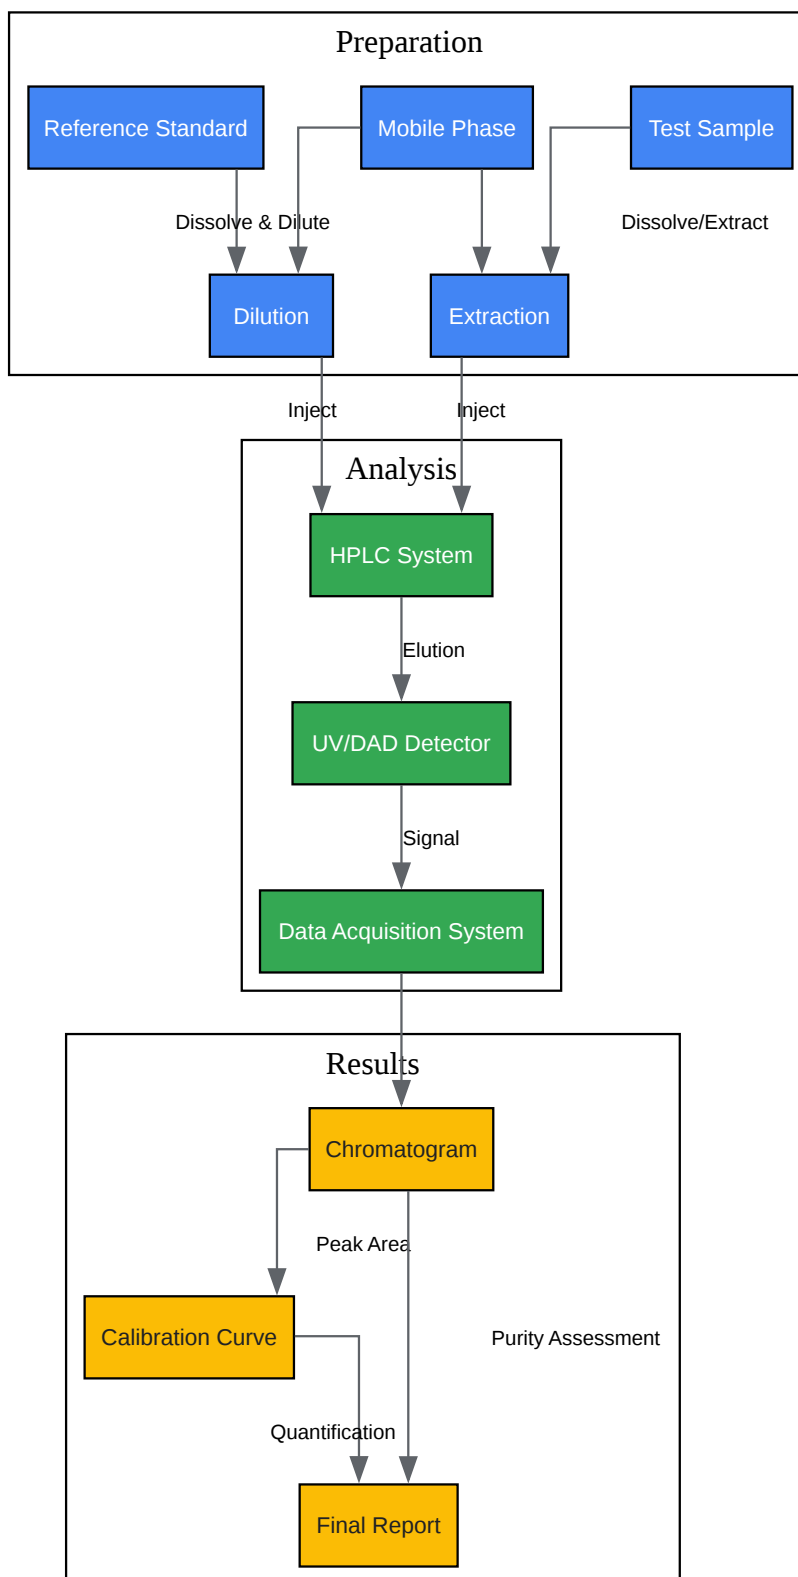 Preparation
Reference Standard
Mobile Phase
Test Sample
Dissolve & Dilute
Dissolve/Extract
Dilution
Extraction
Inject
Inject
Analysis
HPLC System
Elution
UV/DAD Detector
Signal
Data Acquisition System
Results
Chromatogram
Peak Area
Calibration Curve
Purity Assessment
Quantification
Final Report